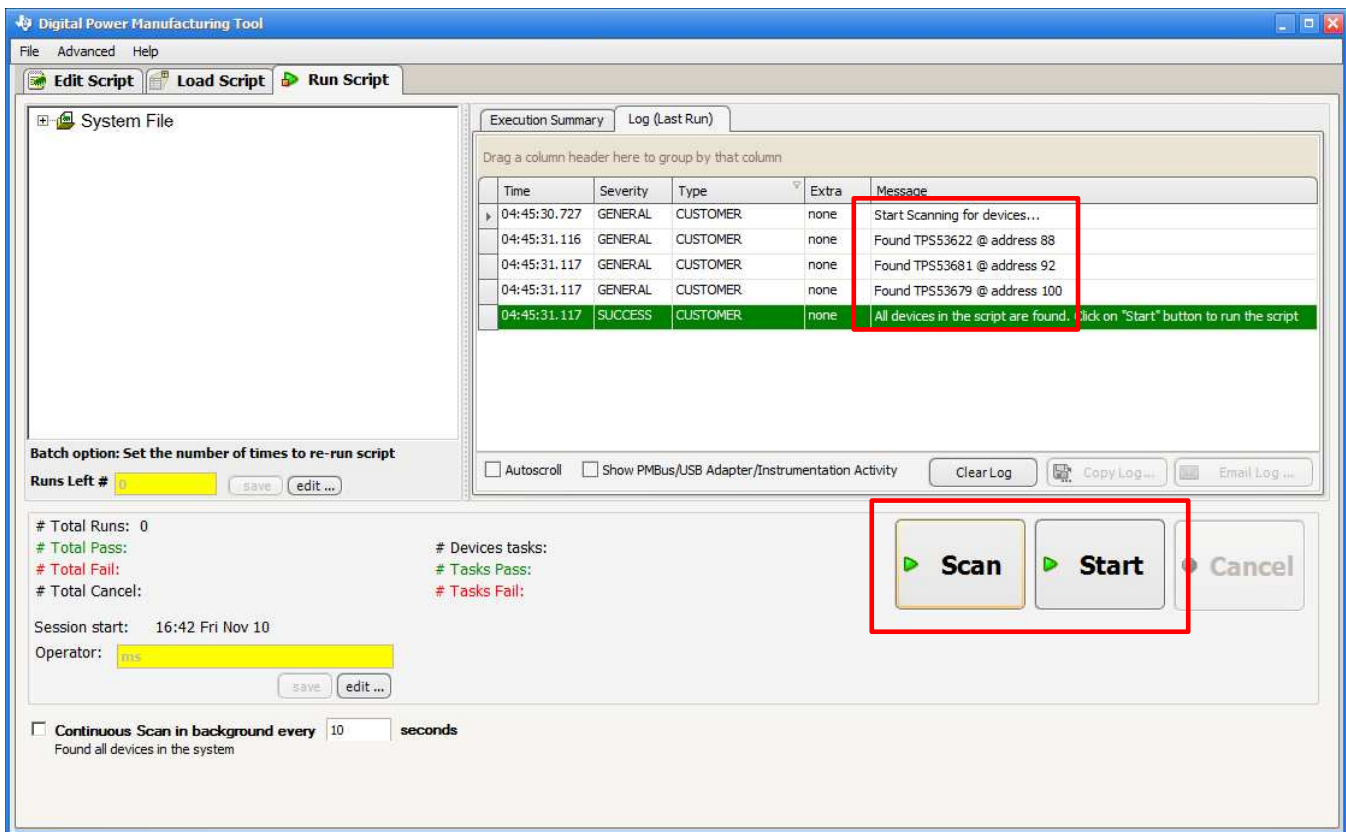 Digital Power Manufacturing Tool
File Advanced Help
Edit Script Load Script Run Script
System File
Execution Summary Log (Last Run)
Drag a column header here to group by that column
Time Severity Type Extra Message
04:45:30.727 GENERAL CUSTOMER none Start Scanning for devices...
04:45:31.116 GENERAL CUSTOMER none Found TPS53622 @ address 88
04:45:31.117 GENERAL CUSTOMER none Found TPS53681 @ address 92
04:45:31.117 GENERAL CUSTOMER none Found TPS53679 @ address 100
04:45:31.117 SUCCESS CUSTOMER none All devices in the script are found. Click on "Start" button to run the script
Batch option: Set the number of times to re-run script
Runs Left # 0 save edit ...
Autoscroll Show PMBus/USB Adapter/Instrumentation Activity Clear Log Copy Log... Email Log ...
# Total Runs: 0
# Total Pass: # Devices tasks:
# Total Fail: # Tasks Pass:
# Total Cancel: # Tasks Fail:
Scan Start Cancel
Session start: 16:42 Fri Nov 10
Operator: ms
save edit ...
Continuous Scan in background every 10 seconds
Found all devices in the system